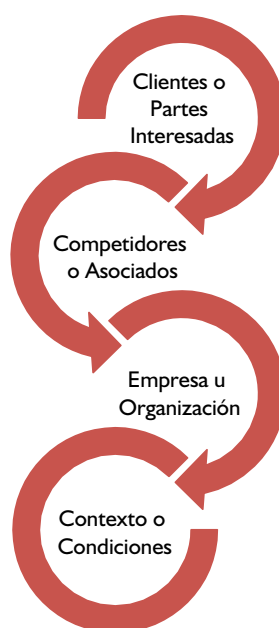 Clientes o
Partes
Interesadas
Competidores
o Asociados
Empresa u
Organización
Contexto o
Condiciones